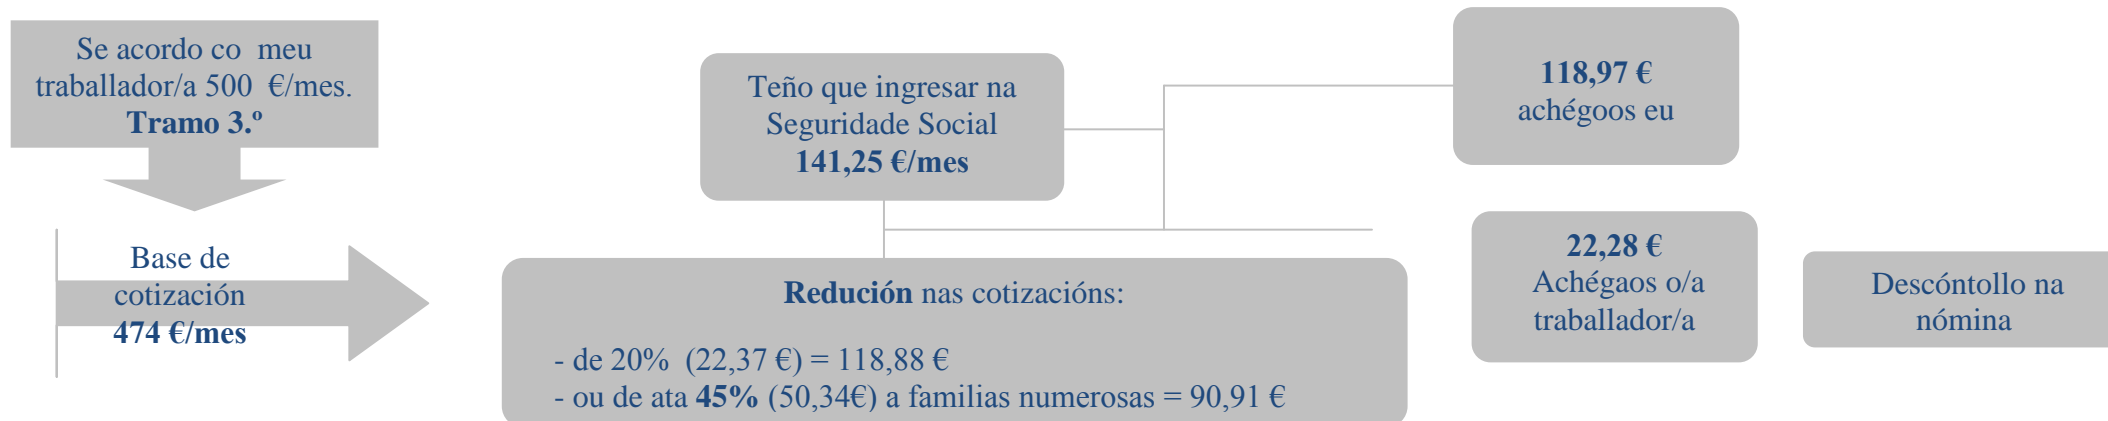 Se acordo co meu
traballador/a 500 €/mes.
Tramo 3.º
Base de
cotización
474 €/mes
Teño que ingresar na
Seguridade Social
141,25 €/mes
118,97 €
achégoos eu
22,28 €
Achégaos o/a
traballador/a
Descóntollo na
nómina
Redución nas cotizacións:
- de 20% (22,37 €) = 118,88 €
- ou de ata 45% (50,34€) a familias numerosas = 90,91 €